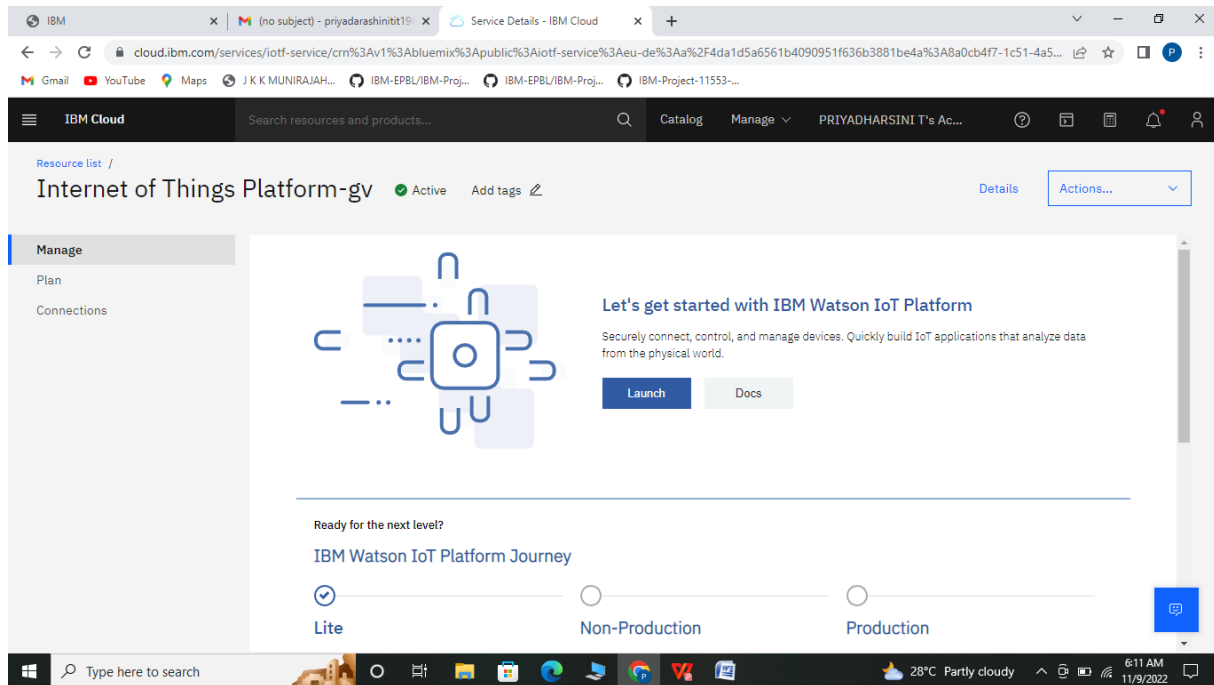 IBM
(no subject) - priyadarashinitit19
Service Details - IBM Cloud
cloud.ibm.com/services/iotf-service/crn%3Av1%3Abluemix%3Apublic%3Aiotf-service%3Aeu-de%3Aa%2F4da1d5a6561b4090951f636b3881be4a%3A8a0cb4f7-1c51-4a5...
P
Gmail
YouTube
Maps
J K K MUNIRAJAH...
IBM-EPBL/IBM-Proj...
IBM-EPBL/IBM-Proj...
IBM-Project-11553-...
IBM Cloud
Search resources and products...
Catalog
Manage
PRIYADHARSINI T's Ac...
Resource list /
Internet of Things Platform-gv
Active
Add tags
Details
Actions...
Manage
Plan
Connections
Let's get started with IBM Watson IoT Platform
Securely connect, control, and manage devices. Quickly build IoT applications that analyze data
from the physical world.
Launch
Docs
Ready for the next level?
IBM Watson IoT Platform Journey
Lite
Non-Production
Production
Type here to search
28°C Partly cloudy
6:11 AM
11/9/2022